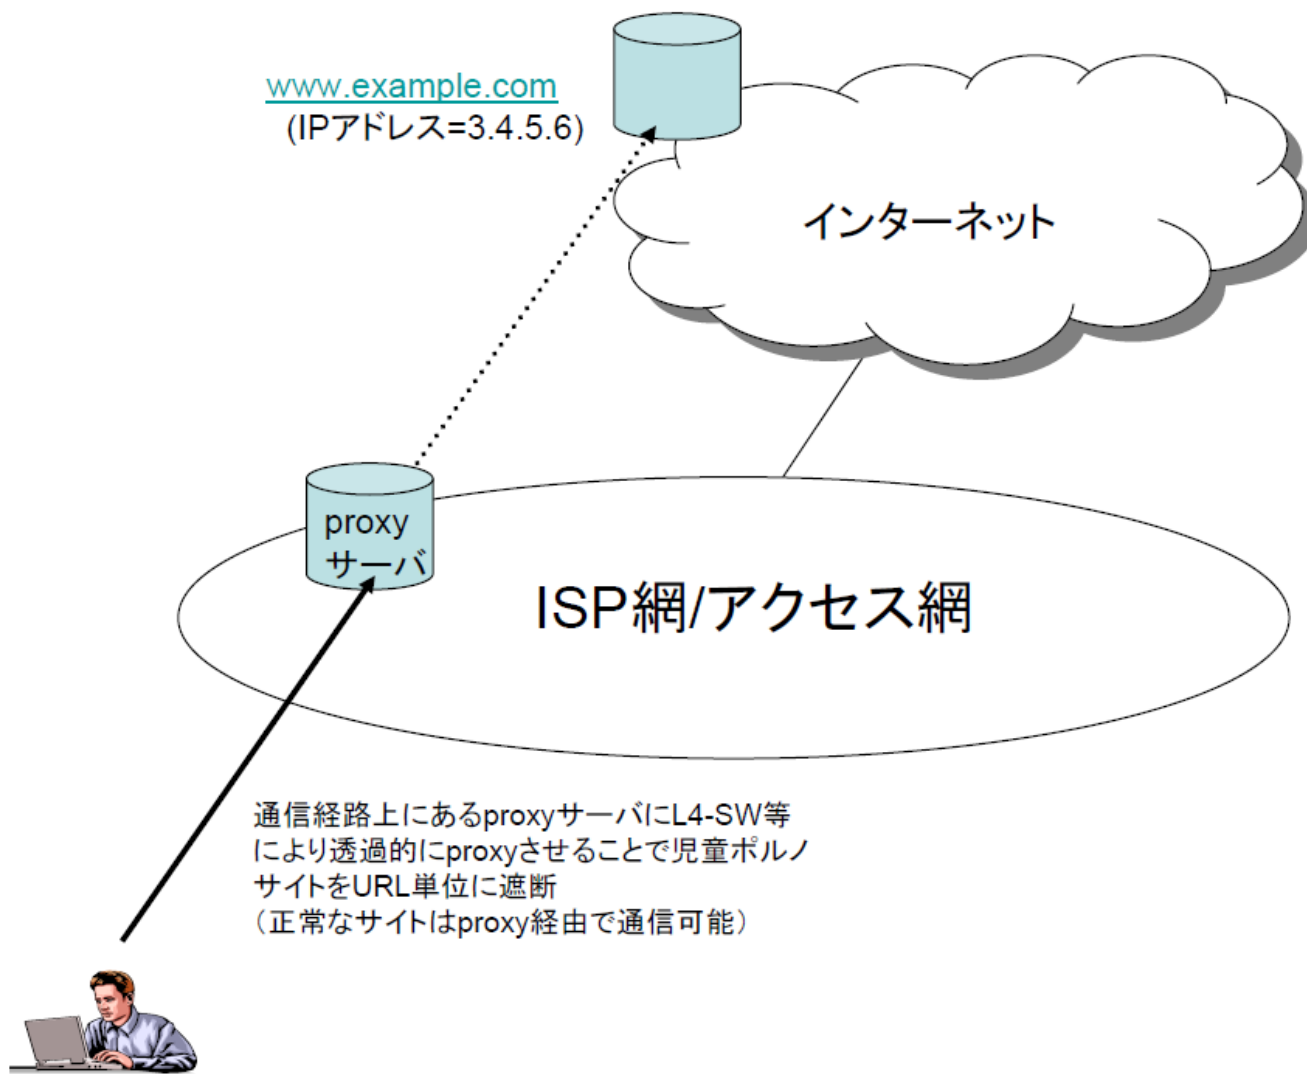 www.example.com
(IPアドレス=3.4.5.6)
インターネット
proxy
サーバ
ISP網/アクセス網
通信経路上にあるproxyサーバにL4-SW等
により透過的にproxyさせることで児童ポルノ
サイトをURL単位に遮断
（正常なサイトはproxy経由で通信可能）